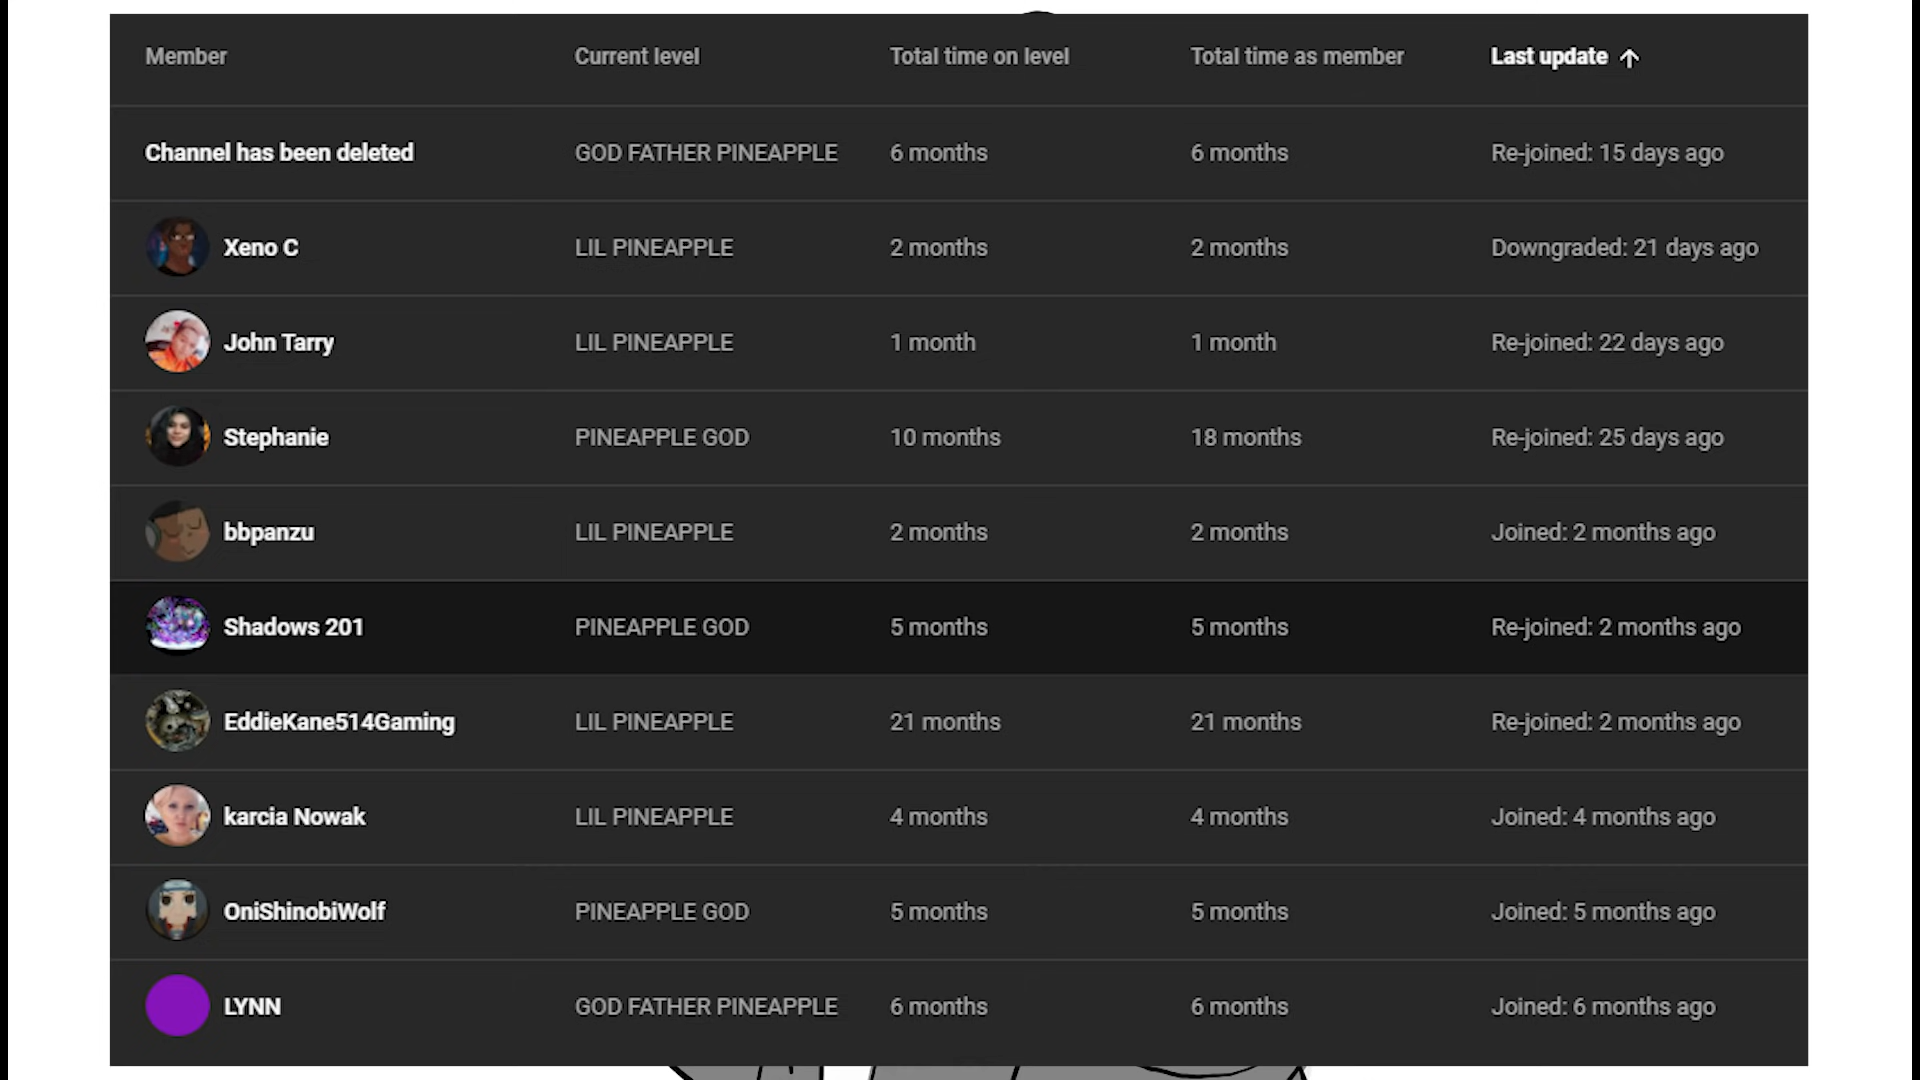 Member Current level Total time on level Total time as member Last update ↑
Channel has been deleted GOD FATHER PINEAPPLE 6 months 6 months Re-joined: 15 days ago
Xeno C LIL PINEAPPLE 2 months 2 months Downgraded: 21 days ago
John Tarry LIL PINEAPPLE 1 month 1 month Re-joined: 22 days ago
Stephanie PINEAPPLE GOD 10 months 18 months Re-joined: 25 days ago
bbpanzu LIL PINEAPPLE 2 months 2 months Joined: 2 months ago
Shadows 201 PINEAPPLE GOD 5 months 5 months Re-joined: 2 months ago
EddieKane514Gaming LIL PINEAPPLE 21 months 21 months Re-joined: 2 months ago
karcia Nowak LIL PINEAPPLE 4 months 4 months Joined: 4 months ago
OniShinobiWolf PINEAPPLE GOD 5 months 5 months Joined: 5 months ago
LYNN GOD FATHER PINEAPPLE 6 months 6 months Joined: 6 months ago